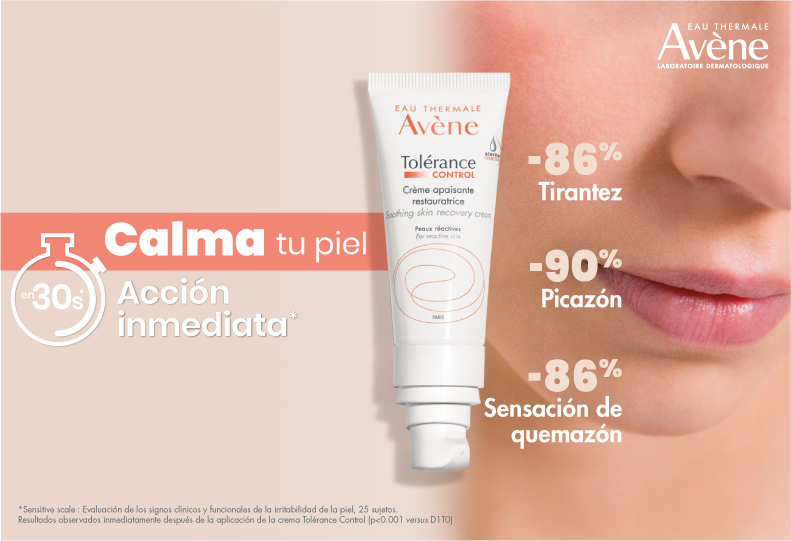 EAU THERMALE
Avène
LABORATOIRE DERMATOLOGIQUE
EAU THERMALE
Avène
Tolérance
CONTROL
Crème apaisante
restauratrice
Soothing skin recovery cream
Peaux réactives
For reactive skin
PARIS
-86%
Tirantez
-90%
Picazón
-86%
Sensación de
quemazón
Calma tu piel
en 30s*
Acción
inmediata*
*Sensitive scale : Evaluación de los signos clínicos y funcionales de la irritabilidad de la piel, 25 sujetos.
Resultados observados inmediatamente después de la aplicación de la crema Tolérance Control (p<0.001 versus D1T0)